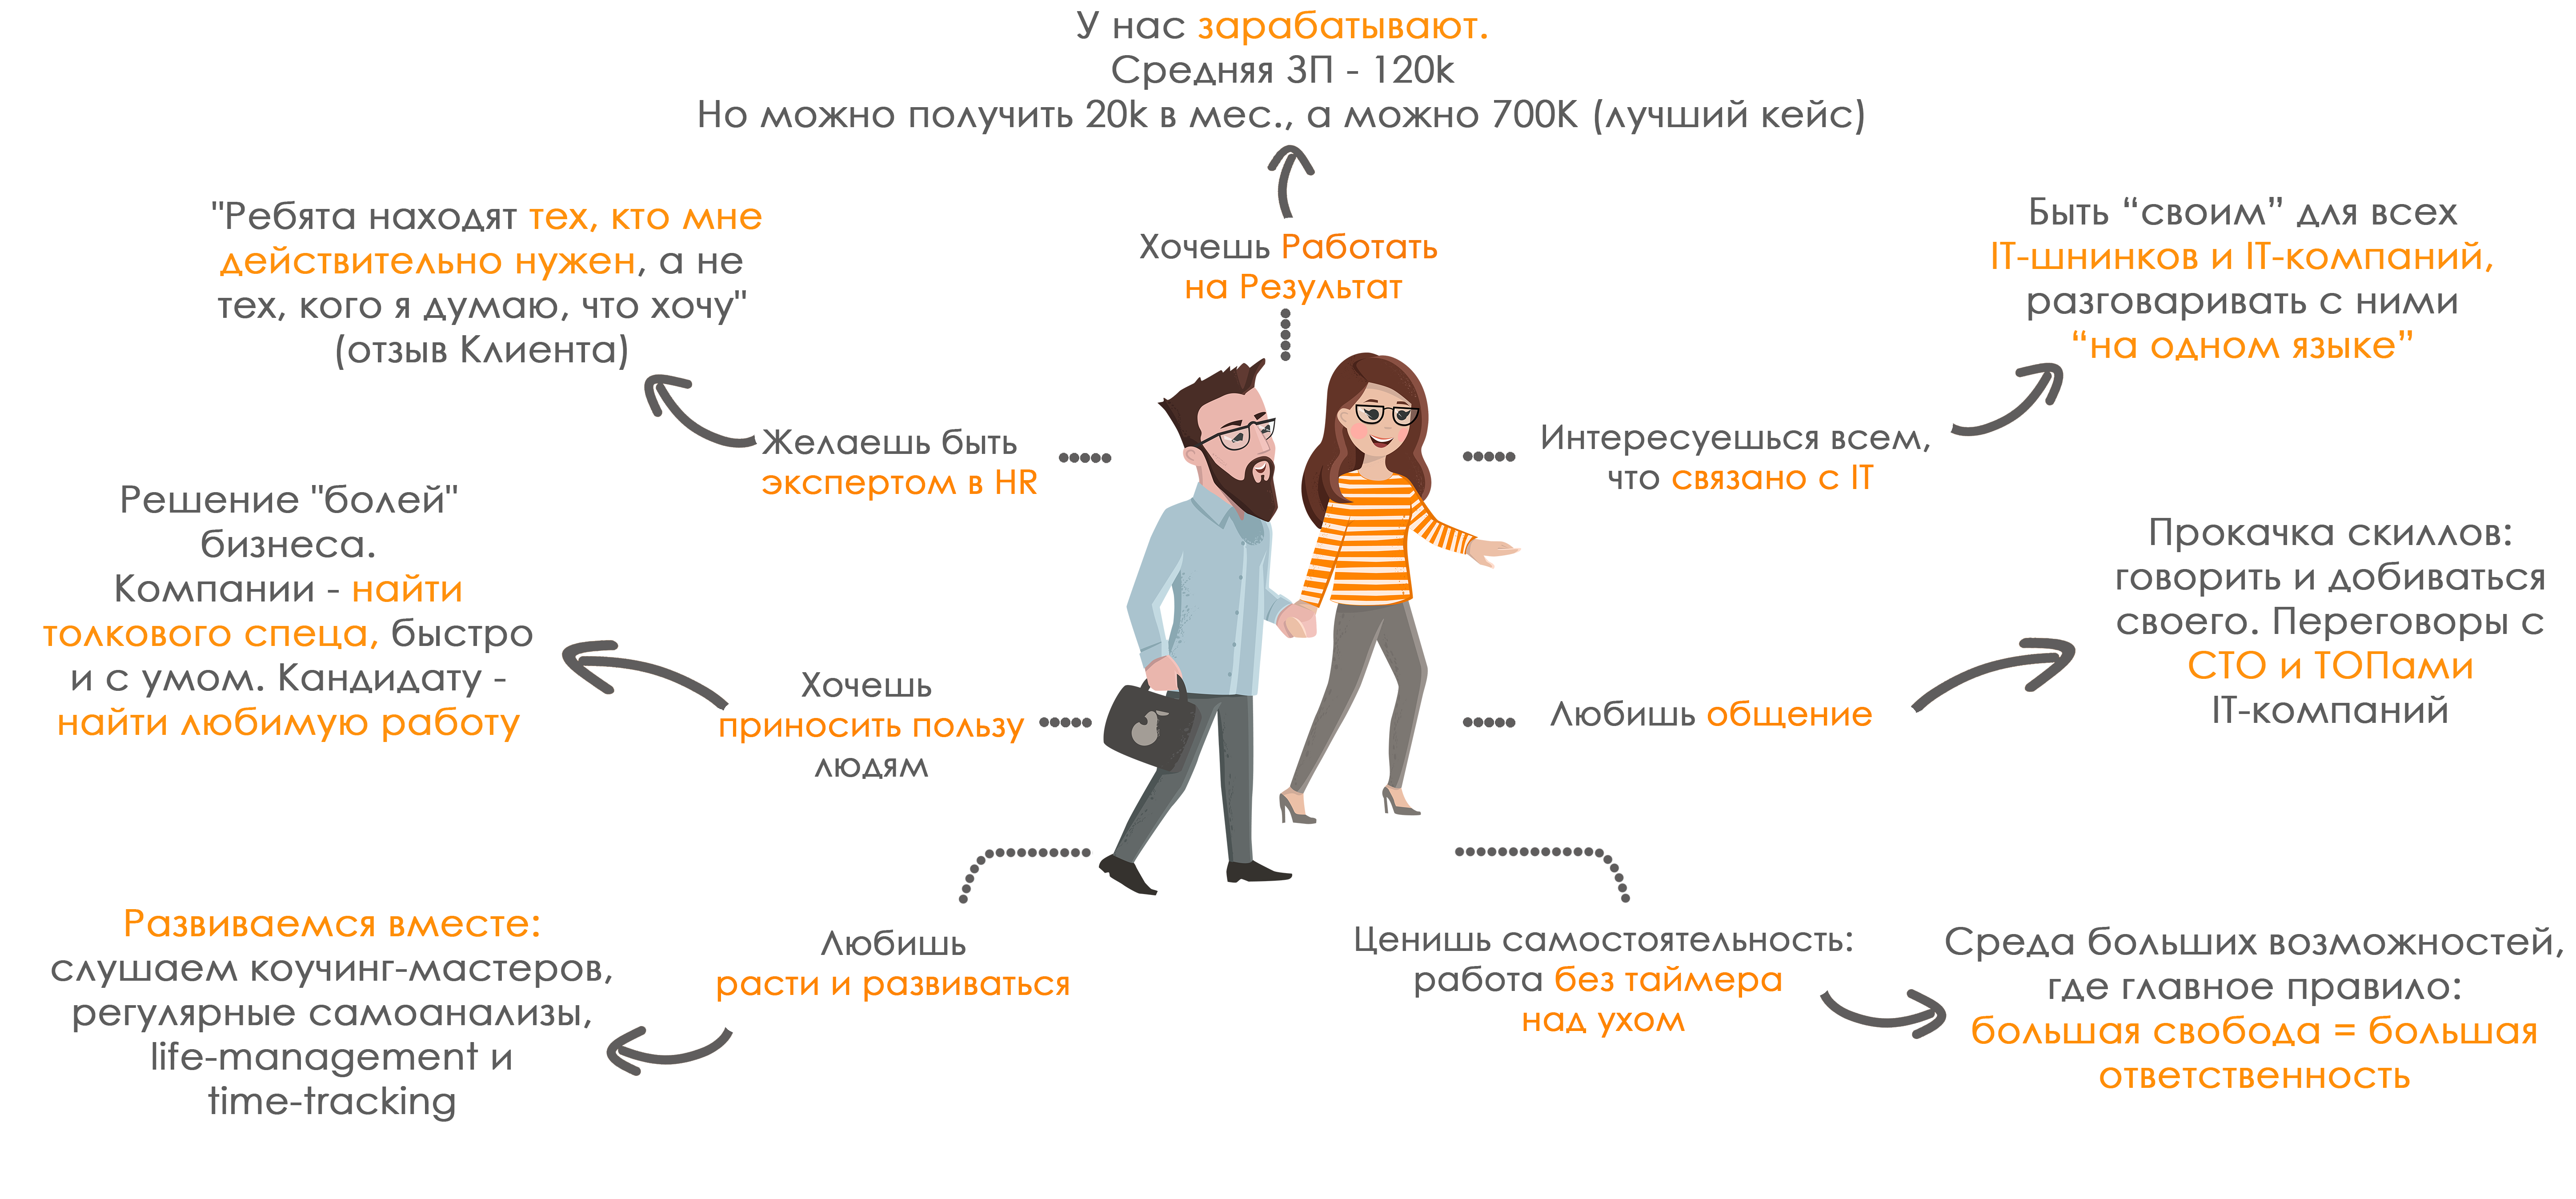 У нас зарабатывают.
Средняя ЗП - 120k
Но можно получить 20k в мес., а можно 700К (лучший кейс)
Хочешь Работать
на Результат
"Ребята находят тех, кто мне
действительно нужен, а не
тех, кого я думаю, что хочу"
(отзыв Клиента)
Желаешь быть
экспертом в HR
Быть “своим” для всех
IT-шнинков и IT-компаний,
разговаривать с ними
“на одном языке”
Интересуешься всем,
что связано с IT
Решение "болей"
бизнеса.
Компании - найти
толкового спеца, быстро
и с умом. Кандидату -
найти любимую работу
Хочешь
приносить пользу
людям
Прокачка скиллов:
говорить и добиваться
своего. Переговоры с
СТО и ТОПами
IT-компаний
Любишь общение
Развиваемся вместе:
слушаем коучинг-мастеров,
регулярные самоанализы,
life-management и
time-tracking
Любишь
расти и развиваться
Ценишь самостоятельность:
работа без таймера
над ухом
Среда больших возможностей,
где главное правило:
большая свобода = большая
ответственность